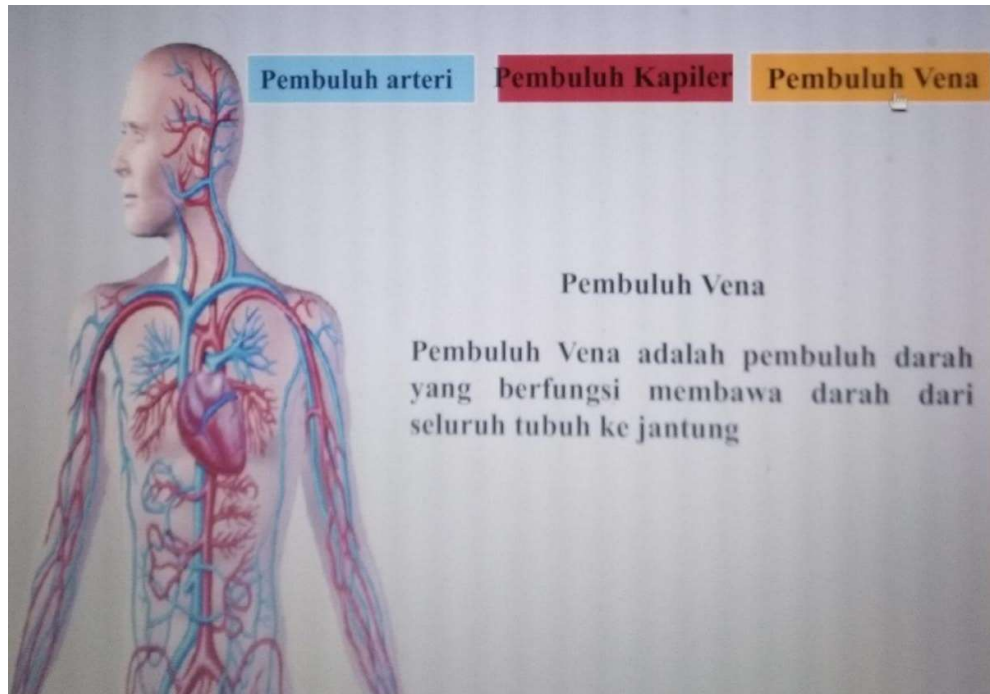 Pembuluh arteri
Pembuluh Kapiler
Pembuluh Vena
Pembuluh Vena
Pembuluh Vena adalah pembuluh darah
yang berfungsi membawa darah dari
seluruh tubuh ke jantung